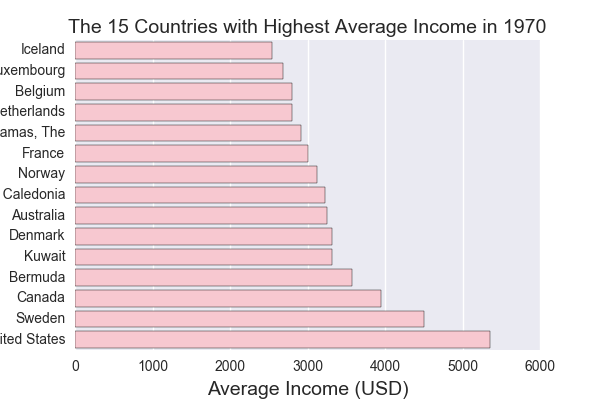 The 15 Countries with Highest Average Income in 1970
Iceland
uxembourg
Belgium
etherlands
amas, The
France
Norway
Caledonia
Australia
Denmark
Kuwait
Bermuda
Canada
Sweden
ited States
0 1000 2000 3000 4000 5000 6000
Average Income (USD)